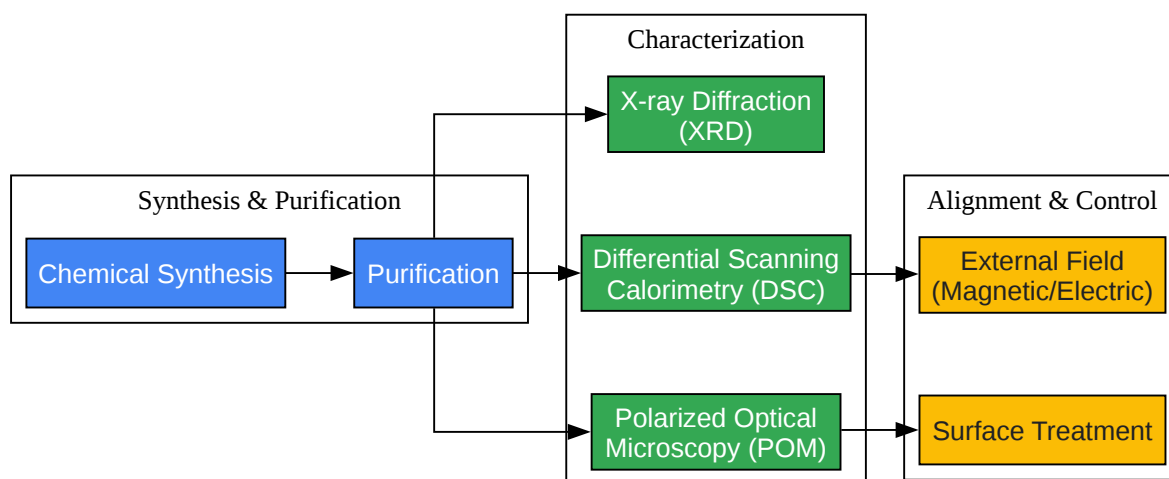 Characterization
X-ray Diffraction
(XRD)
Synthesis & Purification
Chemical Synthesis
Purification
Differential Scanning
Calorimetry (DSC)
Polarized Optical
Microscopy (POM)
Alignment & Control
External Field
(Magnetic/Electric)
Surface Treatment